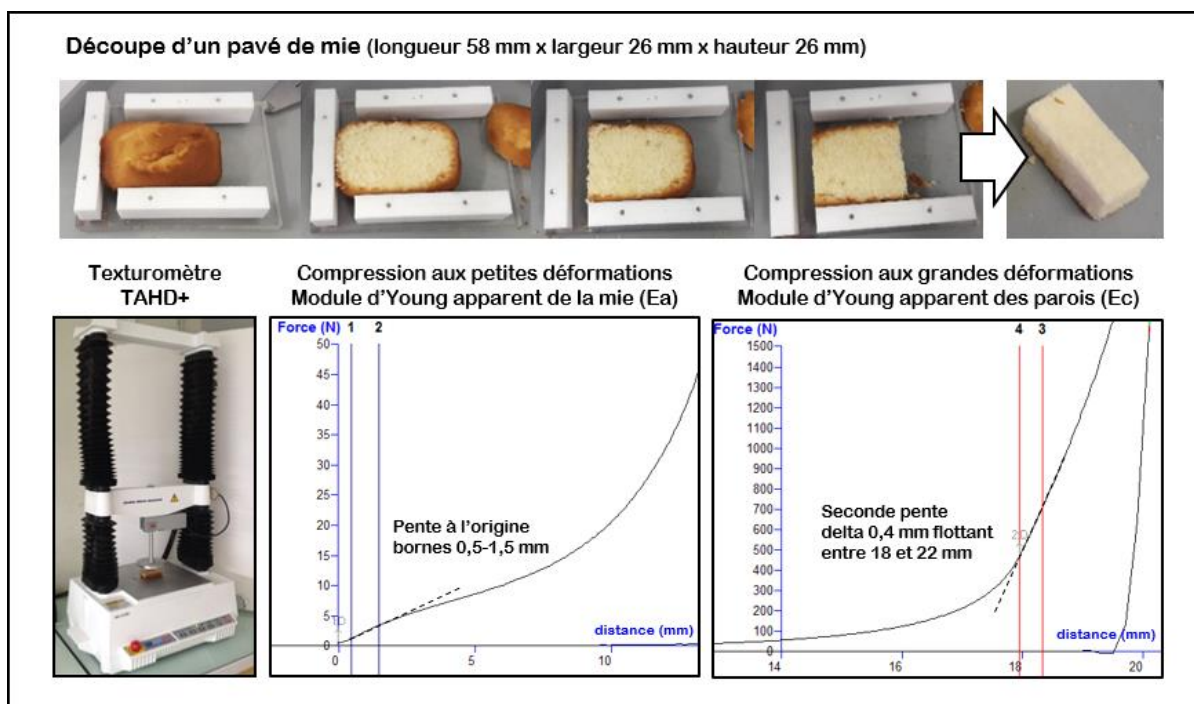 Découpe d'un pavé de mie (longueur 58 mm x largeur 26 mm x hauteur 26 mm)
Texturomètre
TAHD+
Compression aux petites déformations
Module d'Young apparent de la mie (Ea)
Compression aux grandes déformations
Module d'Young apparent des parois (Ec)
Force (N) 1 2
50
45
40
35
30
25
20
15
10
5
0
Pente à l'origine
bornes 0,5-1,5 mm
distance (mm)
0 5 10
Force (N) 4 3
1500
1400
1300
1200
1100
1000
900
800
700
600
500
400
300
200
100
0
Seconde pente
delta 0,4 mm flottant
entre 18 et 22 mm
distance (mm)
14 16 18 20